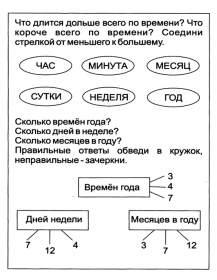 Что длится дольше всего по времени? Что
короче всего по времени? Соедини
стрелкой от меньшего к большему.
ЧАС МИНУТА МЕСЯЦ
СУТКИ НЕДЕЛЯ ГОД
Сколько времён года?
Сколько дней в неделе?
Сколько месяцев в году?
Правильные ответы обведи в кружок,
неправильные - зачеркни.
3
Времён года 4
7
Дней недели Месяцев в году
7 12 4 3 7 12